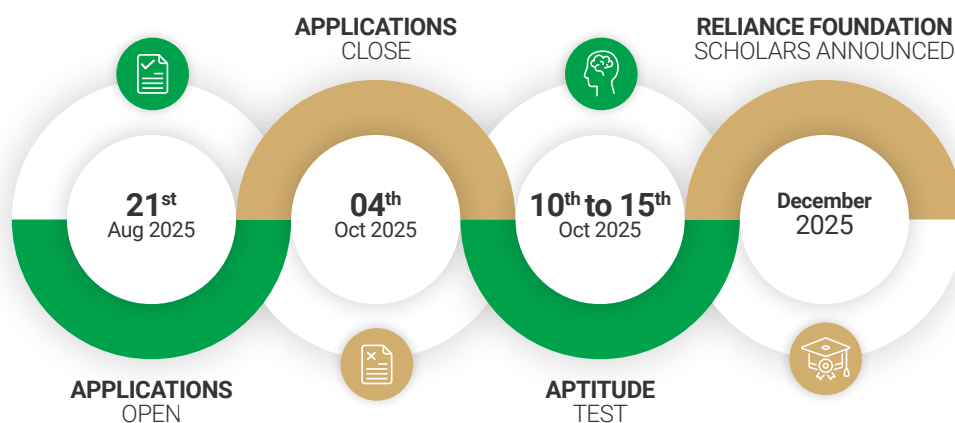 APPLICATIONS
CLOSE
RELIANCE FOUNDATION
SCHOLARS ANNOUNCED
21st
Aug 2025
04th
Oct 2025
10th to 15th
Oct 2025
December
2025
APPLICATIONS
OPEN
APTITUDE
TEST